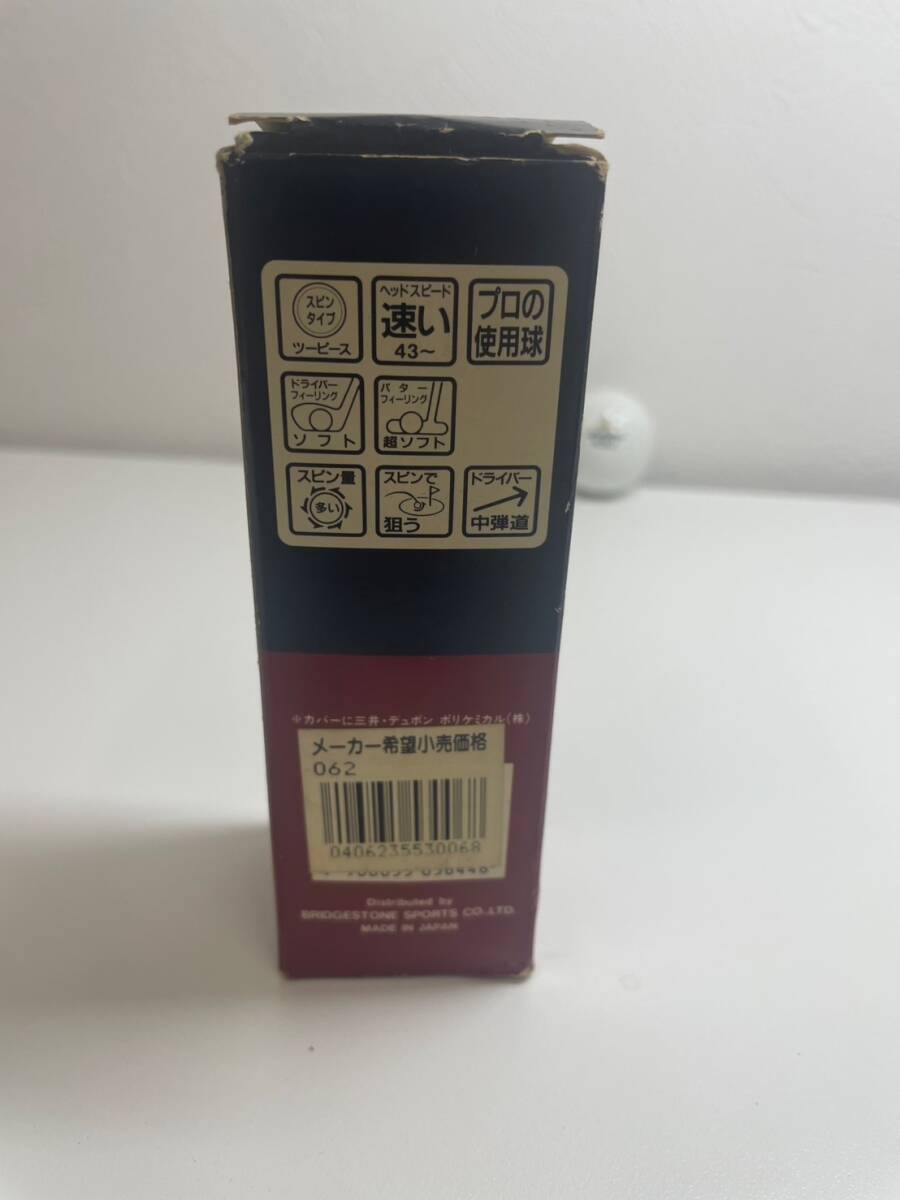 スピン
タイプ
ツーピース
ヘッドスピード
速い
43～
プロの
使用球
ドライバー
フィーリング
ソフト
パター
フィーリング
超ソフト
スピン量
多い
スピンで
狙う
ドライバー
中弾道
※カバーに三井・デュポン ポリケミカル(株)
メーカー希望小売価格
062
0406235530068
Distributed by
BRIDGESTONE SPORTS CO.,LTD.
MADE IN JAPAN